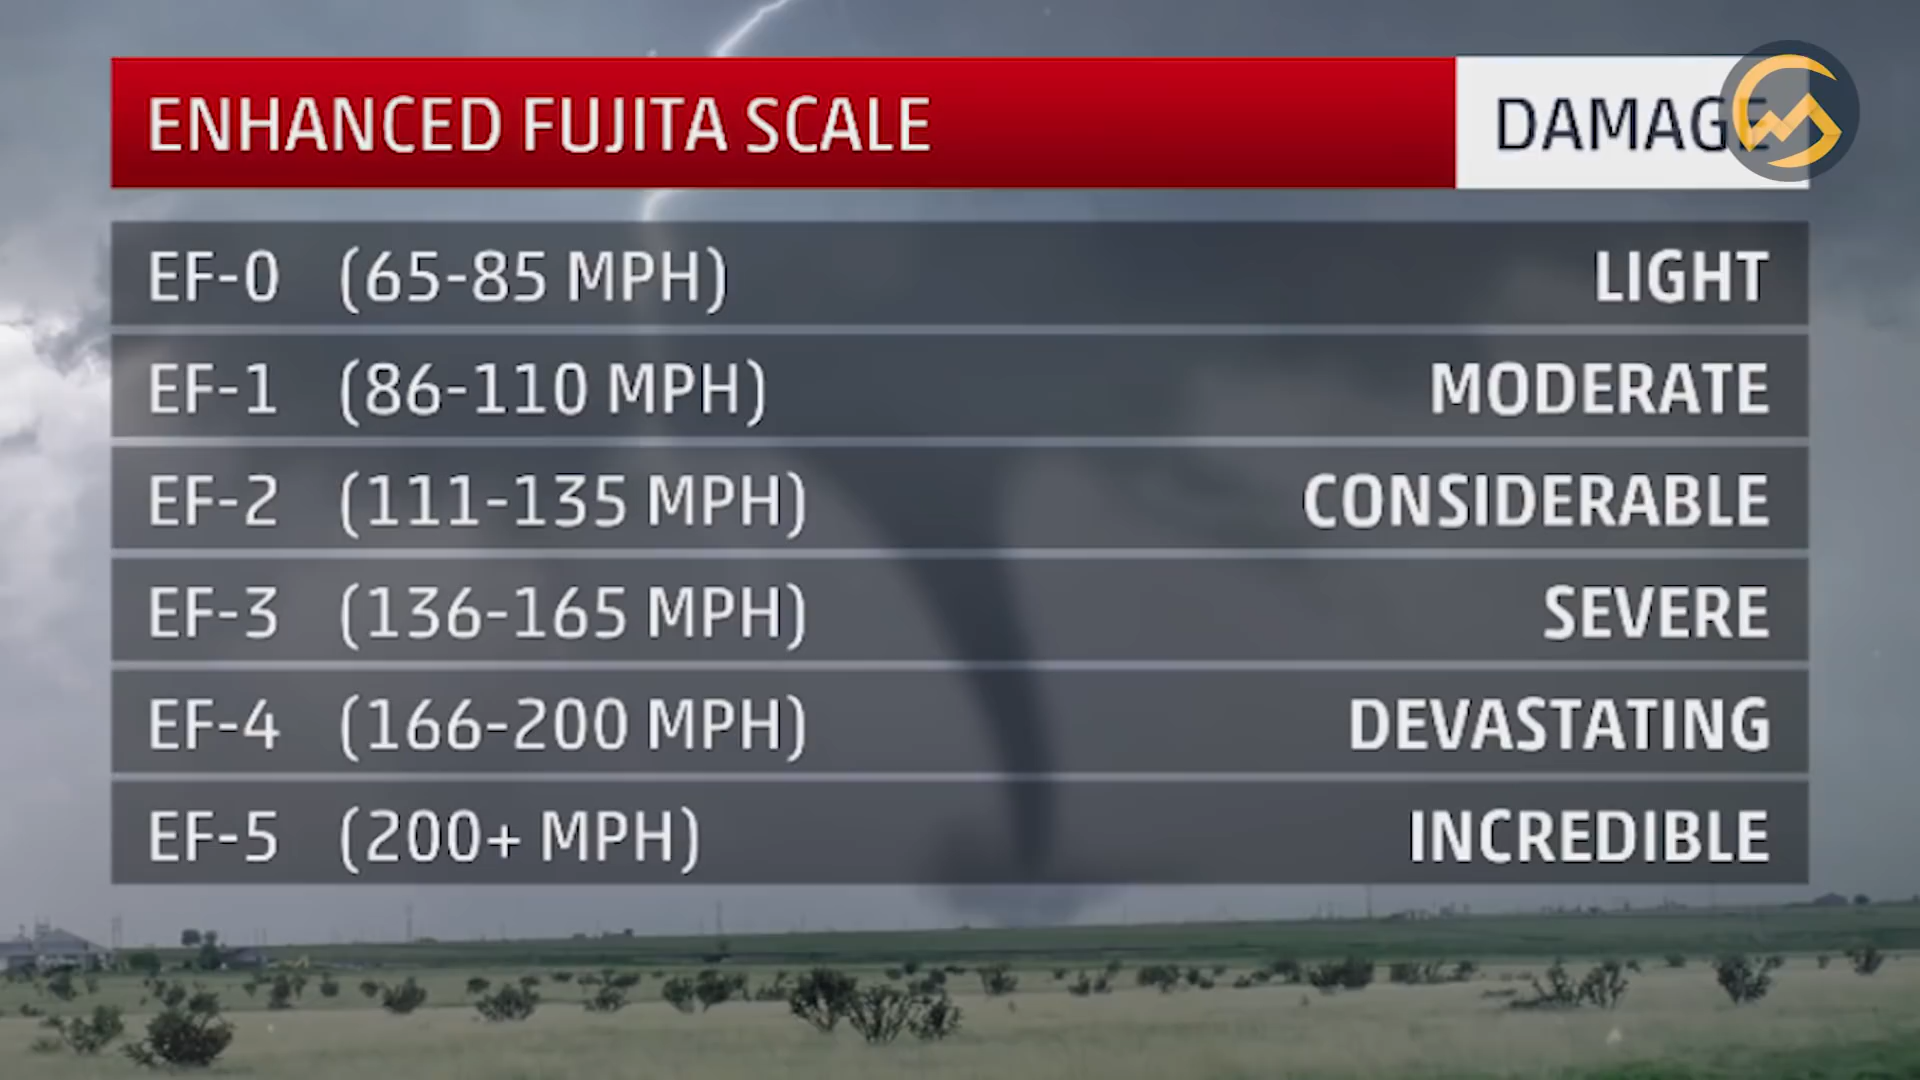 ENHANCED FUJITA SCALE DAMAGE
EF-0 (65-85 MPH) LIGHT
EF-1 (86-110 MPH) MODERATE
EF-2 (111-135 MPH) CONSIDERABLE
EF-3 (136-165 MPH) SEVERE
EF-4 (166-200 MPH) DEVASTATING
EF-5 (200+ MPH) INCREDIBLE